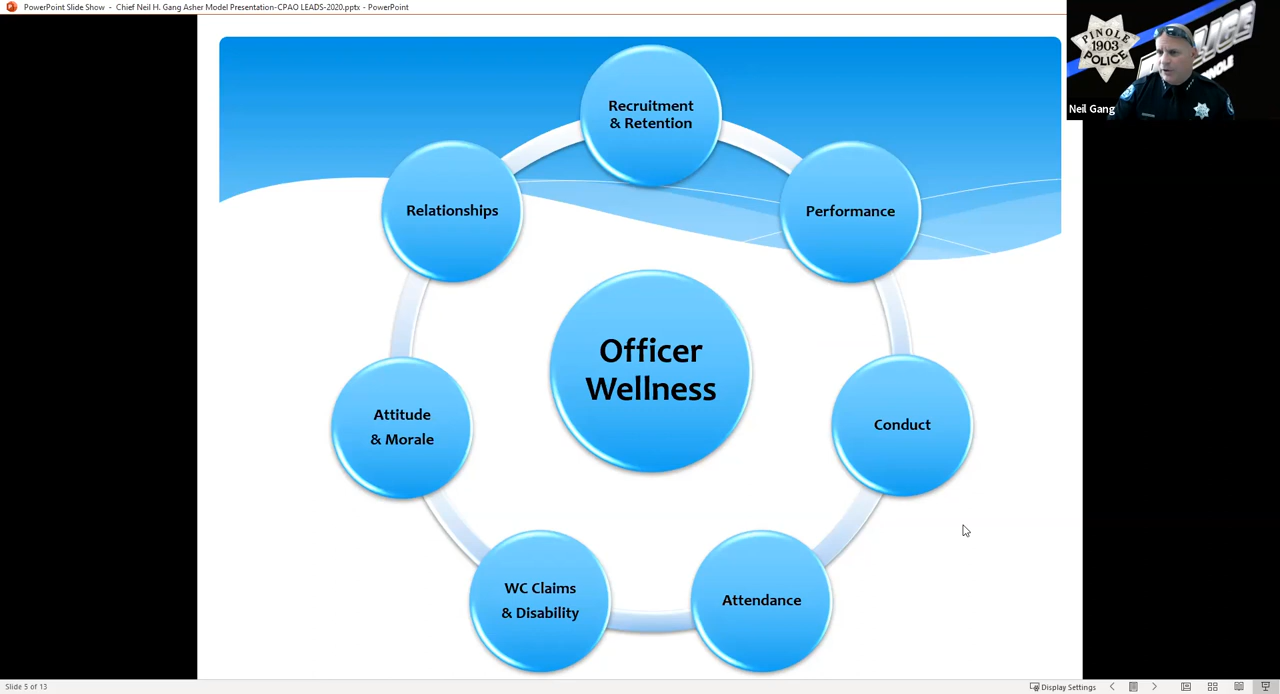 PowerPoint Slide Show - Chief Neil H. Gang Asher Model Presentation-CPAO LEADS-2020.pptx - PowerPoint
PINOLE
1903
POLICE
POLICE
PINOLE
Neil Gang
Recruitment
& Retention
Relationships
Performance
Officer
Wellness
Attitude
& Morale
Conduct
WC Claims
& Disability
Attendance
Slide 5 of 13
Display Settings